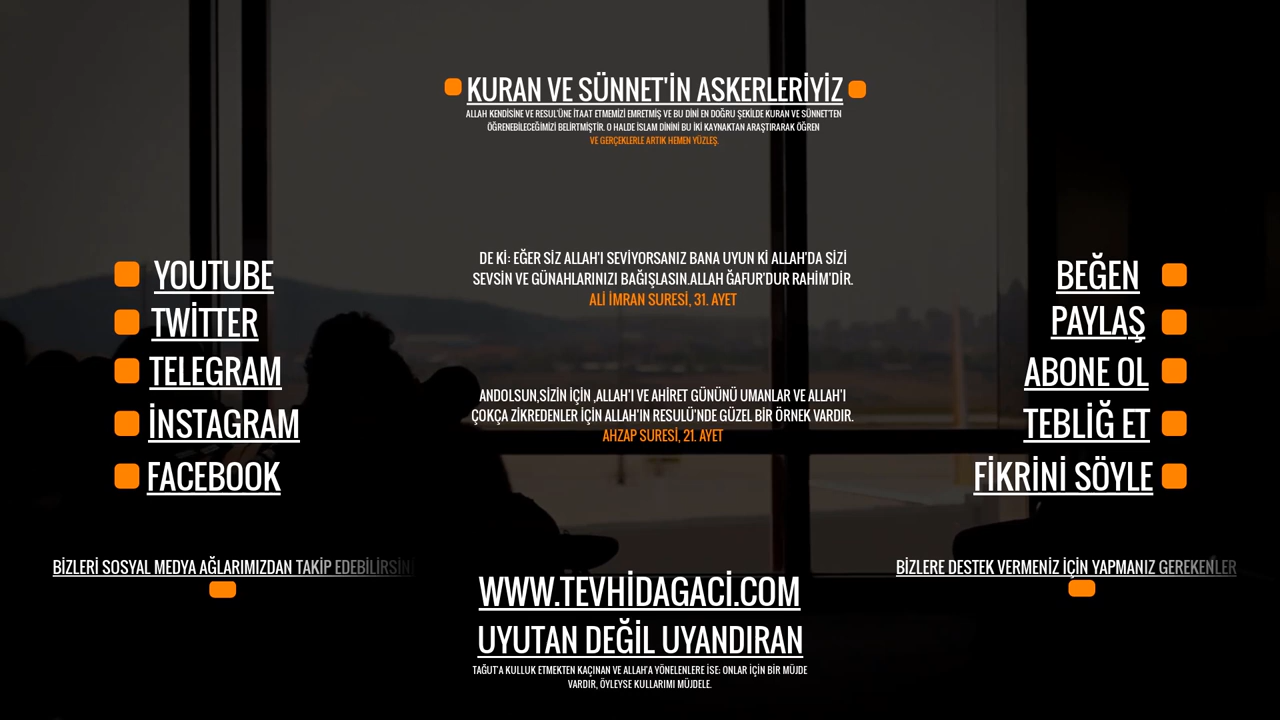 KURAN VE SÜNNET'İN ASKERLERİYİZ
ALLAH KENDİSİNE VE RESUL'ÜNE İTAAT ETMEMİZİ EMRETMİŞ VE BU DİNİ EN DOĞRU ŞEKİLDE KURAN VE SÜNNET'TEN
ÖĞRENEBİLECEĞİMİZİ BELİRTMİŞTİR. O HALDE İSLAM DİNİNİ BU İKİ KAYNAKTAN ARAŞTIRARAK ÖĞREN
VE GERÇEKLERLE ARTIK HEMEN YÜZLEŞ.
DE Kİ: EĞER SİZ ALLAH'I SEVİYORSANIZ BANA UYUN Kİ ALLAH'DA SİZİ
SEVSİN VE GÜNAHLARINIZI BAĞIŞLASIN.ALLAH ĞAFUR'DUR RAHİM'DİR.
ALİ İMRAN SURESİ, 31. AYET
ANDOLSUN,SİZİN İÇİN ,ALLAH'I VE AHİRET GÜNÜNÜ UMANLAR VE ALLAH'I
ÇOKÇA ZİKREDENLER İÇİN ALLAH'IN RESULÜ'NDE GÜZEL BİR ÖRNEK VARDIR.
AHZAP SURESİ, 21. AYET
YOUTUBE
TWİTTER
TELEGRAM
İNSTAGRAM
FACEBOOK
BİZLERİ SOSYAL MEDYA AĞLARIMIZDAN TAKİP EDEBİLİRSİNİ
BEĞEN
PAYLAŞ
ABONE OL
TEBLİĞ ET
FİKRİNİ SÖYLE
BİZLERE DESTEK VERMENİZ İÇİN YAPMANIZ GEREKENLER
WWW.TEVHİDAGACİ.COM
UYUTAN DEĞİL UYANDIRAN
TAĞUT'A KULLUK ETMEKTEN KAÇINAN VE ALLAH'A YÖNELENLERE İSE; ONLAR İÇİN BİR MÜJDE
VARDIR, ÖYLEYSE KULLARIMI MÜJDELE.